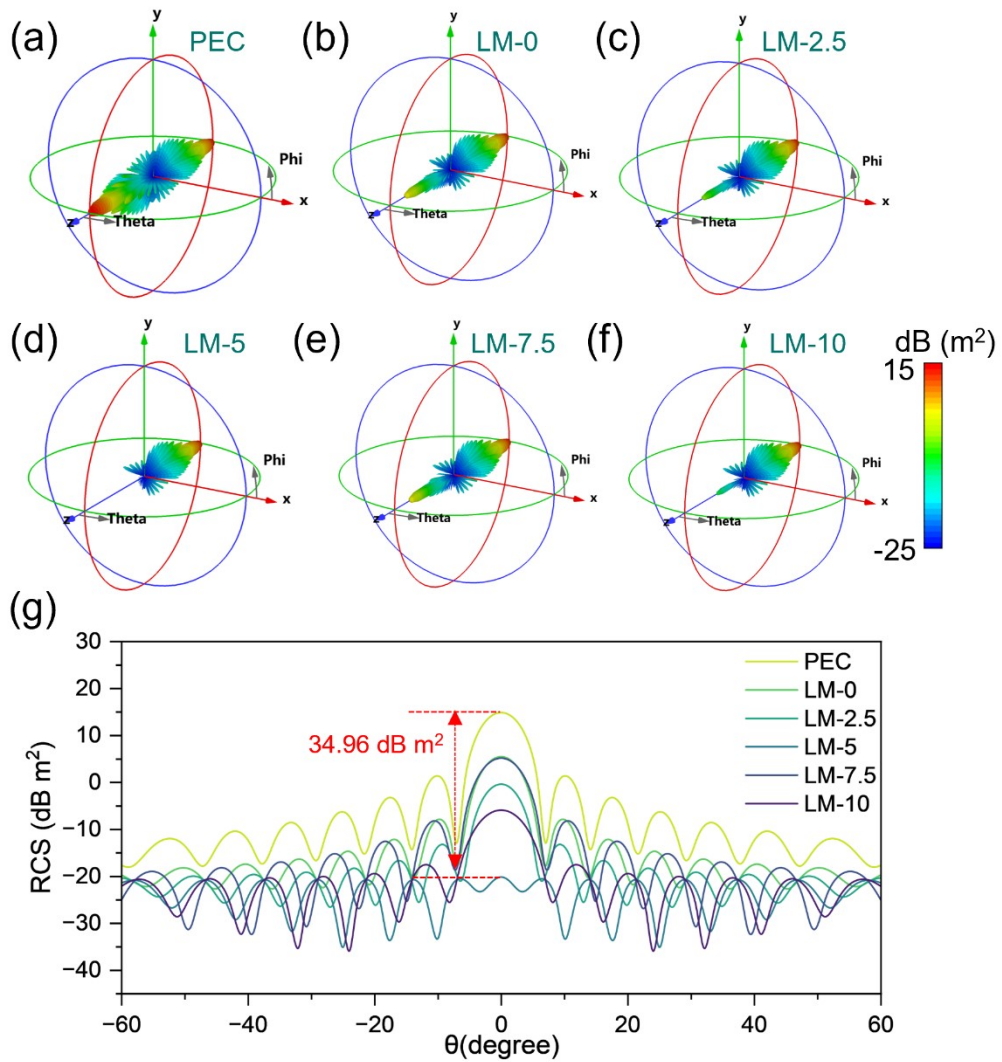 (a) PEC
y
Phi
x
z
Theta
(b) LM-0
y
Phi
x
z
Theta
(c) LM-2.5
y
Phi
x
z
Theta
(d) LM-5
y
Phi
x
z
Theta
(e) LM-7.5
y
Phi
x
z
Theta
(f) LM-10
y
Phi
x
z
Theta
dB (m²)
15
-25
(g)
RCS (dB m²)
30
20
10
0
−10
−20
−30
−40
34.96 dB m²
PEC
LM-0
LM-2.5
LM-5
LM-7.5
LM-10
−60 −40 −20 0 20 40 60
θ(degree)